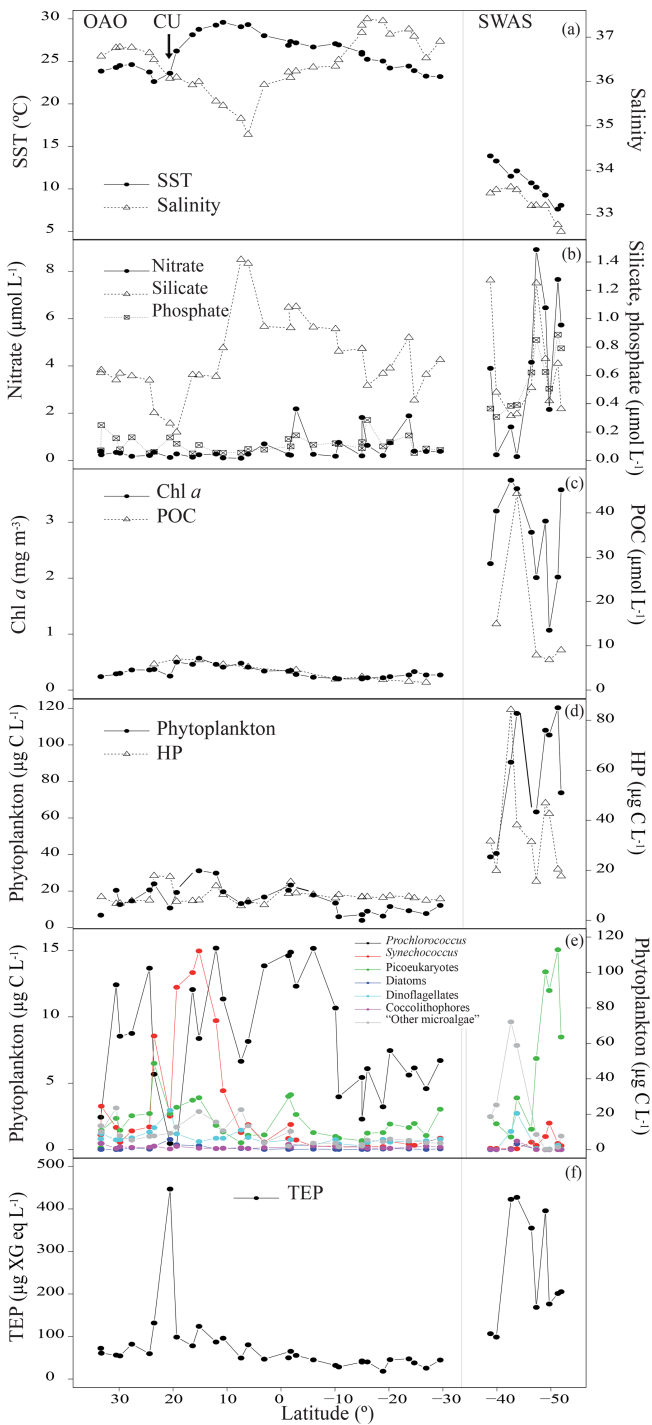 OAO CU SWAS (a)
30
25
20
15
10
5
SST (ºC)
SST
Salinity
37
36
35
34
33
Salinity
(b)
8
6
4
2
0
Nitrate (µmol L-1)
Nitrate
Silicate
Phosphate
1.4
1.2
1.0
0.8
0.6
0.4
0.2
0.0
Silicate, phosphate (µmol L-1)
(c)
3
2
1
0
Chl a (mg m-3)
Chl a
POC
40
30
20
10
0
POC (µmol L-1)
(d)
120
100
80
60
40
20
0
Phytoplankton (µg C L-1)
Phytoplankton
HP
80
60
40
20
0
HP (µg C L-1)
(e)
15
10
5
0
Phytoplankton (µg C L-1)
Prochlorococcus
Synechococcus
Picoeukaryotes
Diatoms
Dinoflagellates
Coccolithophores
“Other microalgae”
120
100
80
60
40
20
0
Phytoplankton (µg C L-1)
(f)
500
400
300
200
100
0
TEP (µg XG eq L-1)
TEP
30 20 10 0 −10 −20 −30 −40 −50
Latitude (º)